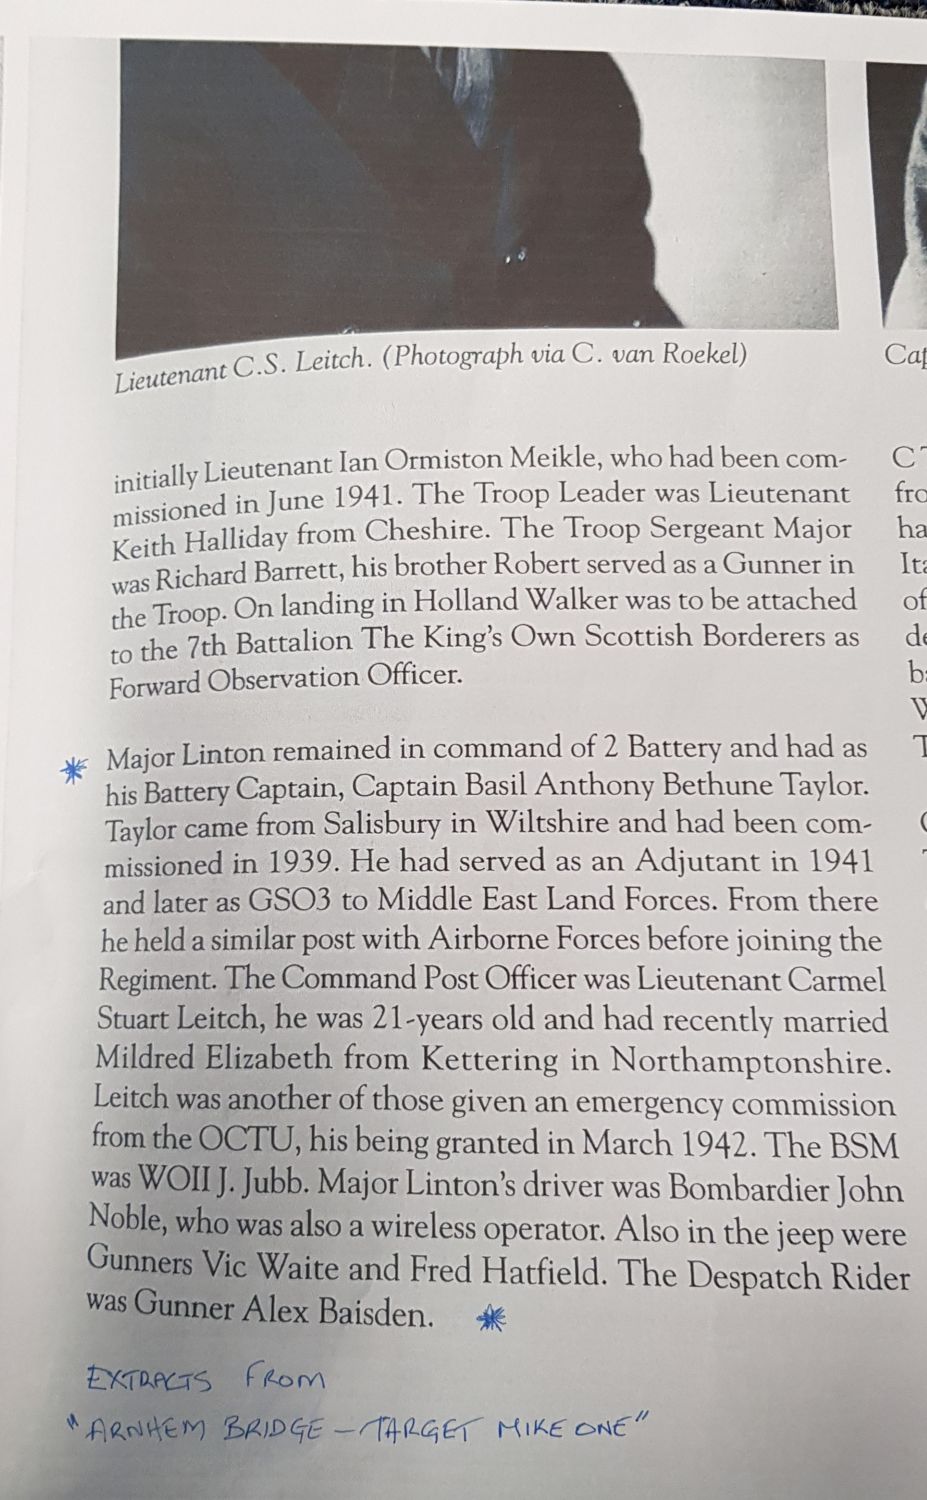 Lieutenant C.S. Leitch. (Photograph via C. van Roekel)
initially Lieutenant Ian Ormiston Meikle, who had been com-
missioned in June 1941. The Troop Leader was Lieutenant
Keith Halliday from Cheshire. The Troop Sergeant Major
was Richard Barrett, his brother Robert served as a Gunner in
the Troop. On landing in Holland Walker was to be attached
to the 7th Battalion The King's Own Scottish Borderers as
Forward Observation Officer.
* Major Linton remained in command of 2 Battery and had as
his Battery Captain, Captain Basil Anthony Bethune Taylor.
Taylor came from Salisbury in Wiltshire and had been com-
missioned in 1939. He had served as an Adjutant in 1941
and later as GSO3 to Middle East Land Forces. From there
he held a similar post with Airborne Forces before joining the
Regiment. The Command Post Officer was Lieutenant Carmel
Stuart Leitch, he was 21-years old and had recently married
Mildred Elizabeth from Kettering in Northamptonshire.
Leitch was another of those given an emergency commission
from the OCTU, his being granted in March 1942. The BSM
was WOII J. Jubb. Major Linton's driver was Bombardier John
Noble, who was also a wireless operator. Also in the jeep were
Gunners Vic Waite and Fred Hatfield. The Despatch Rider
was Gunner Alex Baisden. *
EXTRACTS FROM
"ARNHEM BRIDGE - TARGET MIKE ONE"